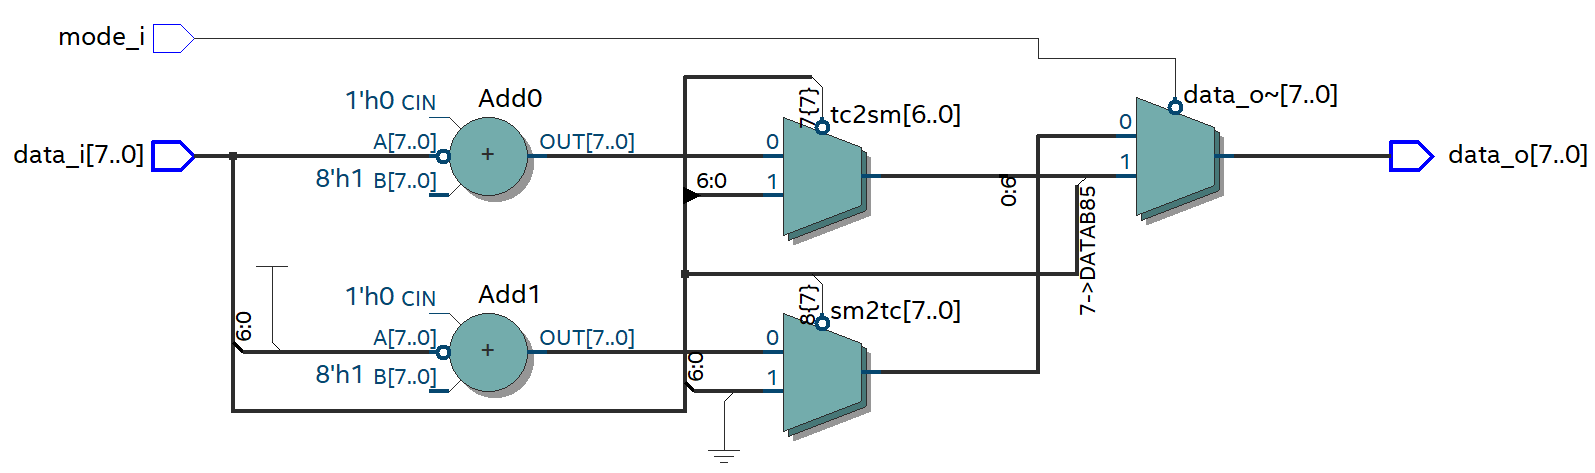 mode_i
data_o~[7..0]
1'h0 CIN
Add0
7{7}
tc2sm[6..0]
0
data_i[7..0]
A[7..0]
+
OUT[7..0]
0
1
data_o[7..0]
8'h1 B[7..0]
6:0
1
6:0
7->DATAB85
1'h0 CIN
Add1
8{7}
sm2tc[7..0]
6:0
A[7..0]
+
OUT[7..0]
0
8'h1 B[7..0]
6:0
1